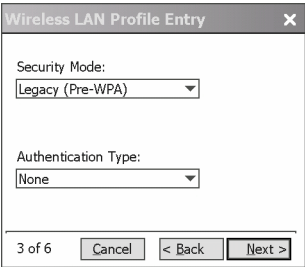 Wireless LAN Profile Entry
Security Mode:
Legacy (Pre-WPA)
Authentication Type:
None
3 of 6 Cancel < Back Next >